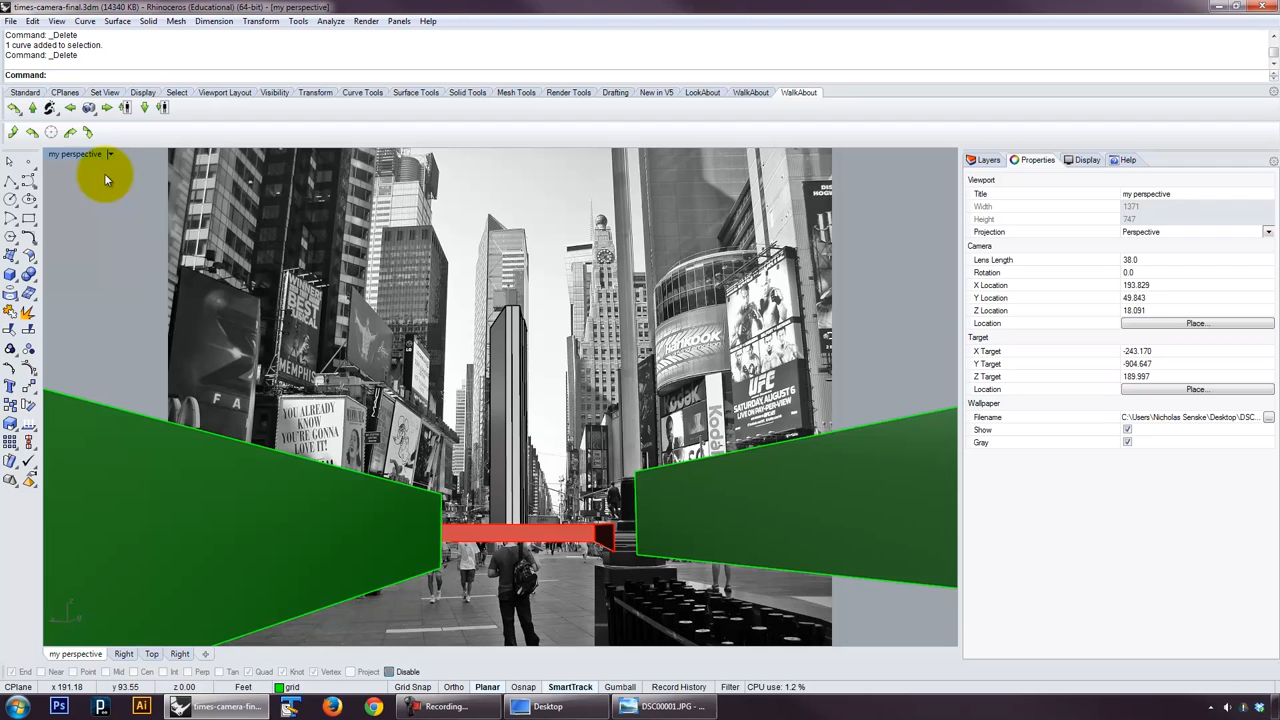 times-camera-final.3dm (14340 KB) - Rhinoceros (Educational) (64-bit) - [my perspective]
File Edit View Curve Surface Solid Mesh Dimension Transform Tools Analyze Render Panels Help
Command: _Delete
1 curve added to selection.
Command: _Delete
Command:
Standard CPlanes Set View Display Select Viewport Layout Visibility Transform Curve Tools Surface Tools Solid Tools Mesh Tools Render Tools Drafting New in V5 LookAbout WalkAbout WalkAbout
my perspective
Layers Properties Display Help
Viewport
Title my perspective
Width 1371
Height 747
Projection Perspective
Camera
Lens Length 38.0
Rotation 0.0
X Location 193.829
Y Location 49.843
Z Location 18.091
Location Place...
Target
X Target -243.170
Y Target -904.647
Z Target 189.997
Location Place...
Wallpaper
Filename C:\Users\Nicholas Senske\Desktop\DSC...
Show
Gray
MEMPHIS
F A
YOU ALREADY
KNOW YOU'RE
GONNA
LOVE IT!
Hankook
UFC
SATURDAY, AUGUST 6
LIVE ON PAY-PER-VIEW
my perspective Right Top Right
End Near Point Mid Cen Int Perp Tan Quad Knot Vertex Project Disable
CPlane x 191.18 y 93.55 z 0.00 Feet grid Grid Snap Ortho Planar Osnap SmartTrack Gumball Record History Filter CPU use: 1.2 %
Ps p Ai times-camera-fin... Recording... Desktop DSC00001.JPG - ...